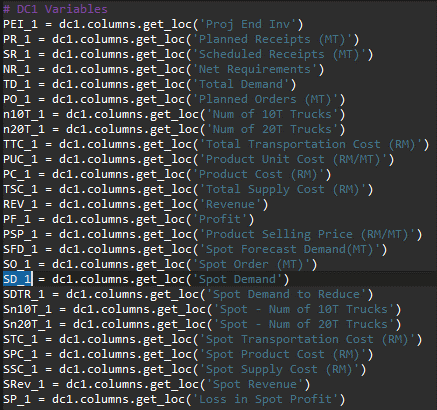 # DC1 Variables
PEI_1 = dc1.columns.get_loc('Proj End Inv')
PR_1 = dc1.columns.get_loc('Planned Receipts (MT)')
SR_1 = dc1.columns.get_loc('Scheduled Receipts (MT)')
NR_1 = dc1.columns.get_loc('Net Requirements')
TD_1 = dc1.columns.get_loc('Total Demand')
PO_1 = dc1.columns.get_loc('Planned Orders (MT)')
n10T_1 = dc1.columns.get_loc('Num of 10T Trucks')
n20T_1 = dc1.columns.get_loc('Num of 20T Trucks')
TTC_1 = dc1.columns.get_loc('Total Transportation Cost (RM)')
PUC_1 = dc1.columns.get_loc('Product Unit Cost (RM/MT)')
PC_1 = dc1.columns.get_loc('Product Cost (RM)')
TSC_1 = dc1.columns.get_loc('Total Supply Cost (RM)')
REV_1 = dc1.columns.get_loc('Revenue')
PF_1 = dc1.columns.get_loc('Profit')
PSP_1 = dc1.columns.get_loc('Product Selling Price (RM/MT)')
SFD_1 = dc1.columns.get_loc('Spot Forecast Demand(MT)')
SO_1 = dc1.columns.get_loc('Spot Order (MT)')
SD_1 = dc1.columns.get_loc('Spot Demand')
SDTR_1 = dc1.columns.get_loc('Spot Demand to Reduce')
Sn10T_1 = dc1.columns.get_loc('Spot - Num of 10T Trucks')
Sn20T_1 = dc1.columns.get_loc('Spot - Num of 20T Trucks')
STC_1 = dc1.columns.get_loc('Spot Transportation Cost (RM)')
SPC_1 = dc1.columns.get_loc('Spot Product Cost (RM)')
SSC_1 = dc1.columns.get_loc('Spot Supply Cost (RM)')
SRev_1 = dc1.columns.get_loc('Spot Revenue')
SP_1 = dc1.columns.get_loc('Loss in Spot Profit')